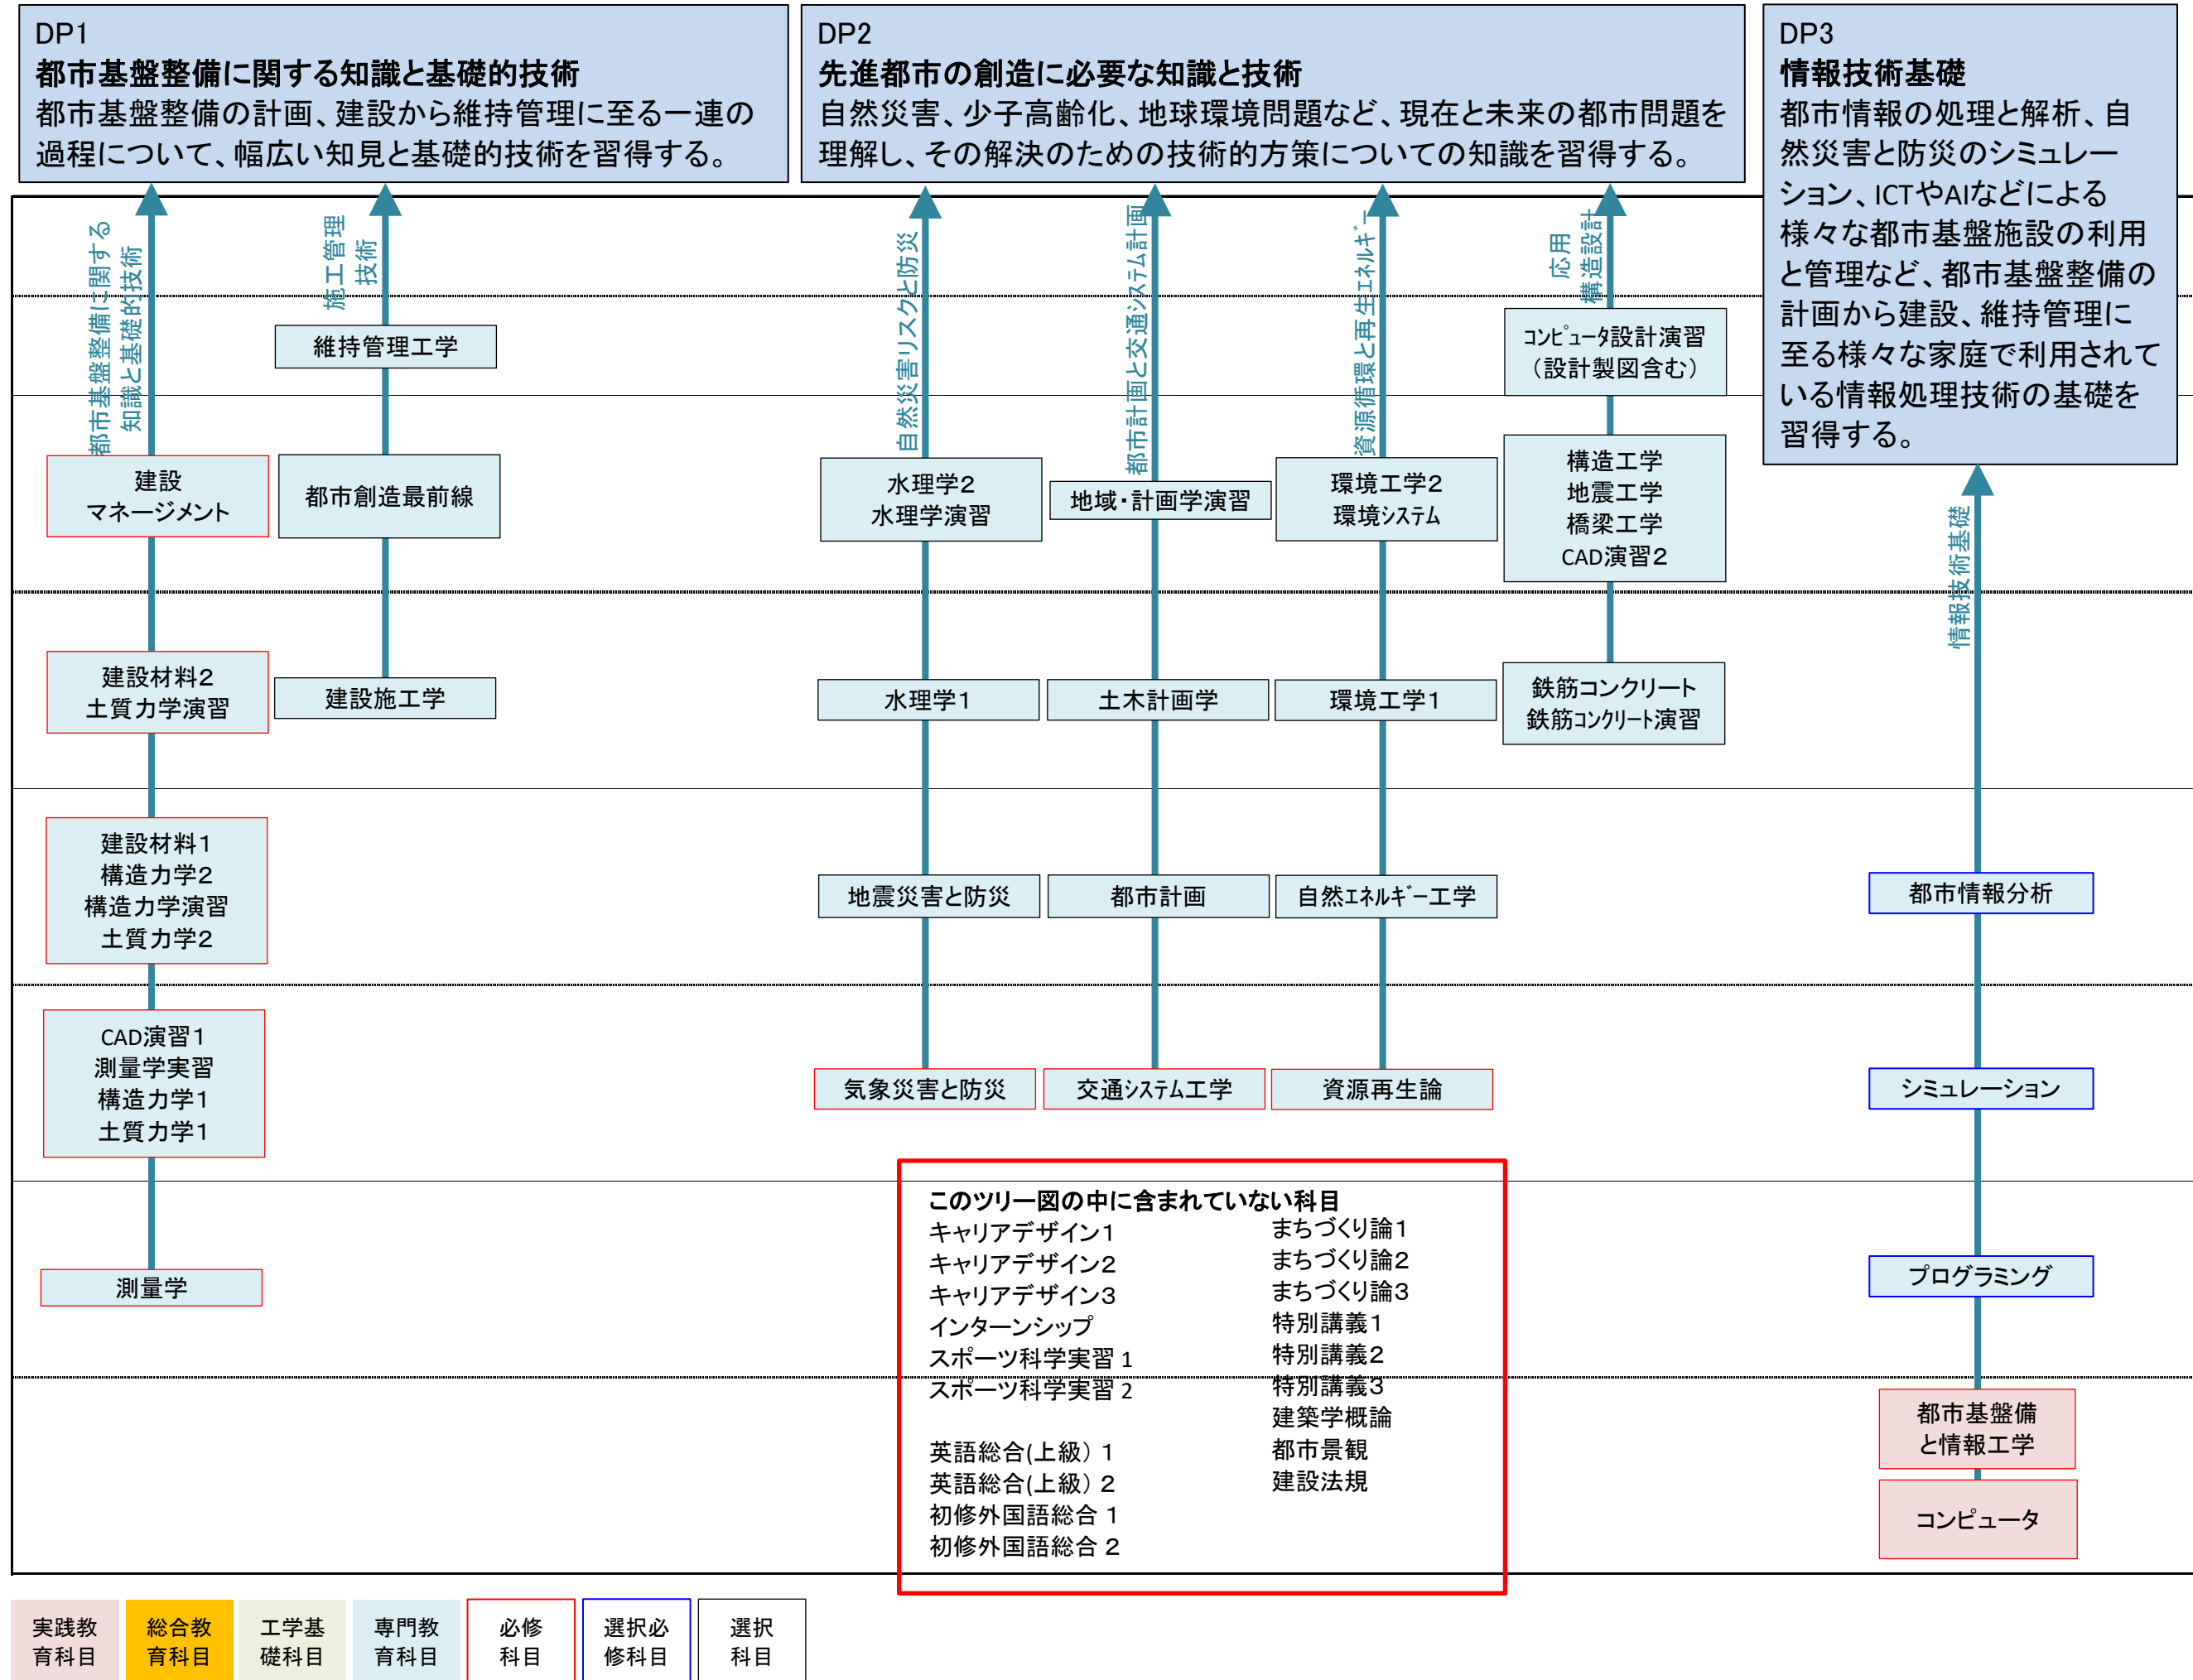 DP1
都市基盤整備に関する知識と基礎的技術
都市基盤整備の計画、建設から維持管理に至る一連の
過程について、幅広い知見と基礎的技術を習得する。
DP2
先進都市の創造に必要な知識と技術
自然災害、少子高齢化、地球環境問題など、現在と未来の都市問題を
理解し、その解決のための技術的方策についての知識を習得する。
DP3
情報技術基礎
都市情報の処理と解析、自
然災害と防災のシミュレー
ション、ICTやAIなどによる
様々な都市基盤施設の利用
と管理など、都市基盤整備の
計画から建設、維持管理に
至る様々な家庭で利用されて
いる情報処理技術の基礎を
習得する。
都市基盤整備に関する
知識と基礎的技術
施工管理
技術
自然災害リスクと防災
都市計画と交通システム計画
資源循環と再生エネルギー
応用
構造設計
情報技術基礎
維持管理工学
コンピュータ設計演習
(設計製図含む)
建設
マネージメント
都市創造最前線
水理学2
水理学演習
地域・計画学演習
環境工学2
環境システム
構造工学
地震工学
橋梁工学
CAD演習2
建設材料2
土質力学演習
建設施工学
水理学1
土木計画学
環境工学1
鉄筋コンクリート
鉄筋コンクリート演習
建設材料1
構造力学2
構造力学演習
土質力学2
地震災害と防災
都市計画
自然エネルギー工学
都市情報分析
CAD演習1
測量学実習
構造力学1
土質力学1
気象災害と防災
交通システム工学
資源再生論
シミュレーション
測量学
プログラミング
都市基盤備
と情報工学
コンピュータ
このツリー図の中に含まれていない科目
キャリアデザイン1
キャリアデザイン2
キャリアデザイン3
インターンシップ
スポーツ科学実習 1
スポーツ科学実習 2
英語総合(上級) 1
英語総合(上級) 2
初修外国語総合 1
初修外国語総合 2
まちづくり論1
まちづくり論2
まちづくり論3
特別講義1
特別講義2
特別講義3
建築学概論
都市景観
建設法規
実践教
育科目
総合教
育科目
工学基
礎科目
専門教
育科目
必修
科目
選択必
修科目
選択
科目